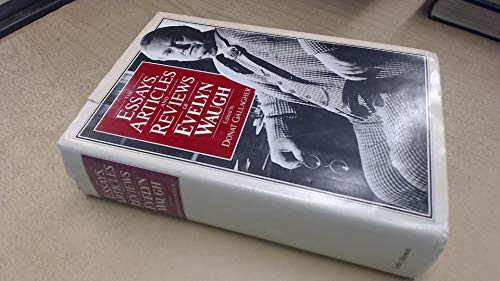 THE
ESSAYS,
ARTICLES
AND
REVIEWS
OF
EVELYN
WAUGH
Edited by
DONAT GALLAGHER
ESSAYS
ARTICLES
REVIEWS
EVELYN
WAUGH